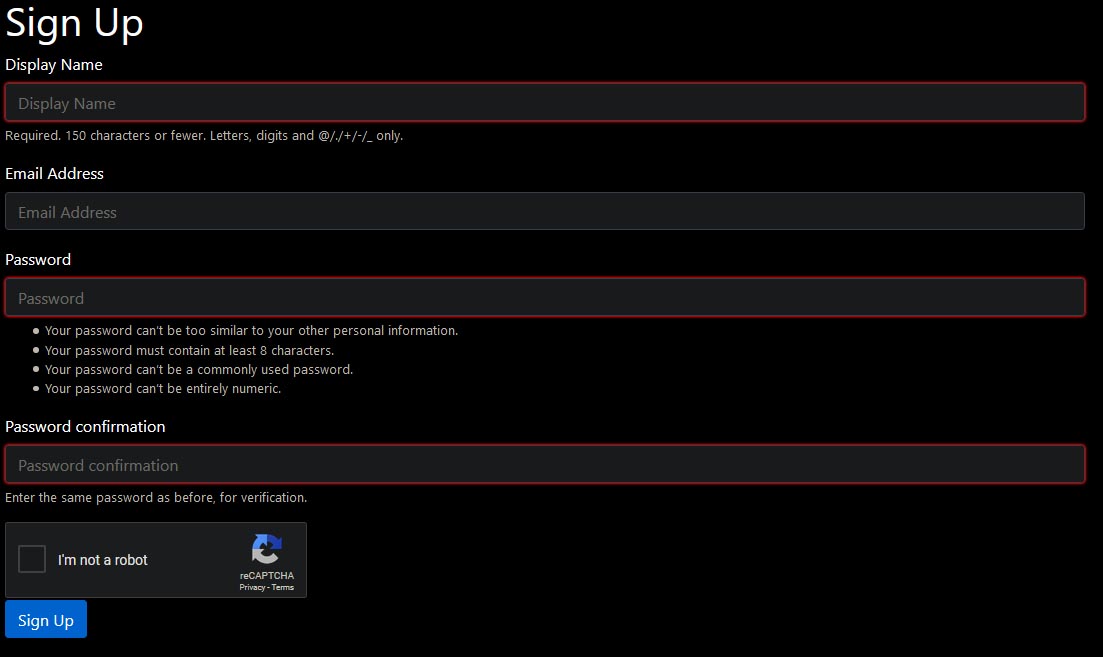 Sign Up
Display Name
Display Name
Required. 150 characters or fewer. Letters, digits and @/./+/-/_ only.
Email Address
Email Address
Password
Password
Your password can't be too similar to your other personal information.
Your password must contain at least 8 characters.
Your password can't be a commonly used password.
Your password can't be entirely numeric.
Password confirmation
Password confirmation
Enter the same password as before, for verification.
I'm not a robot
reCAPTCHA
Privacy - Terms
Sign Up